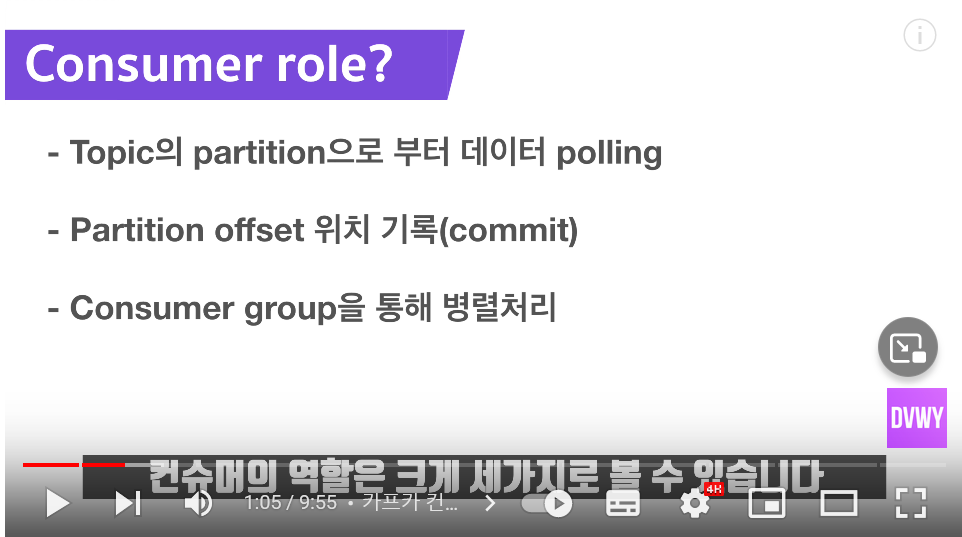 Consumer role?
- Topic의 partition으로 부터 데이터 polling
- Partition offset 위치 기록(commit)
- Consumer group을 통해 병렬처리
DVWY
컨슈머의 역할은 크게 세가지로 볼 수 있습니다
1:05 / 9:55 • 카프카 컨...
4K